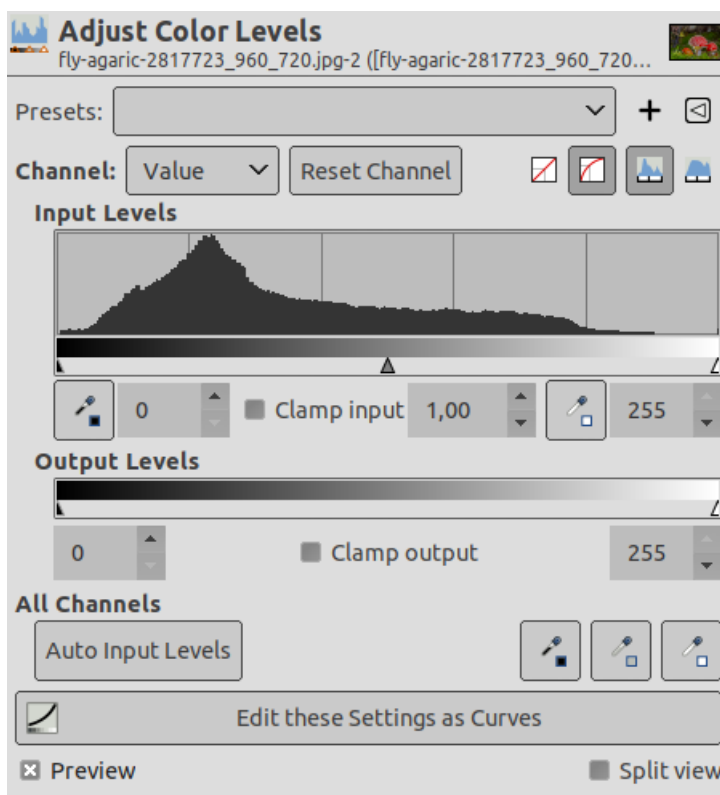 Adjust Color Levels
fly-agaric-2817723_960_720.jpg-2 ([fly-agaric-2817723_960_720...
Presets:
Channel: Value Reset Channel
Input Levels
0 Clamp input 1,00 255
Output Levels
0 Clamp output 255
All Channels
Auto Input Levels
Edit these Settings as Curves
Preview Split view